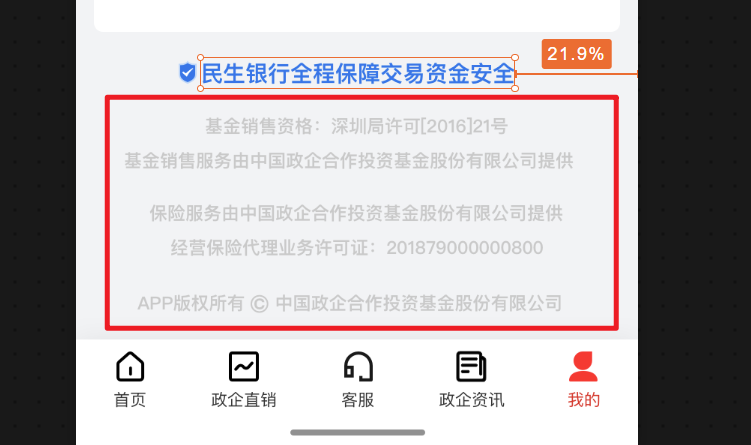 民生银行全程保障交易资金安全
21.9%
基金销售资格：深圳局许可[2016]21号
基金销售服务由中国政企合作投资基金股份有限公司提供
保险服务由中国政企合作投资基金股份有限公司提供
经营保险代理业务许可证：201879000000800
APP版权所有 © 中国政企合作投资基金股份有限公司
首页
政企直销
客服
政企资讯
我的